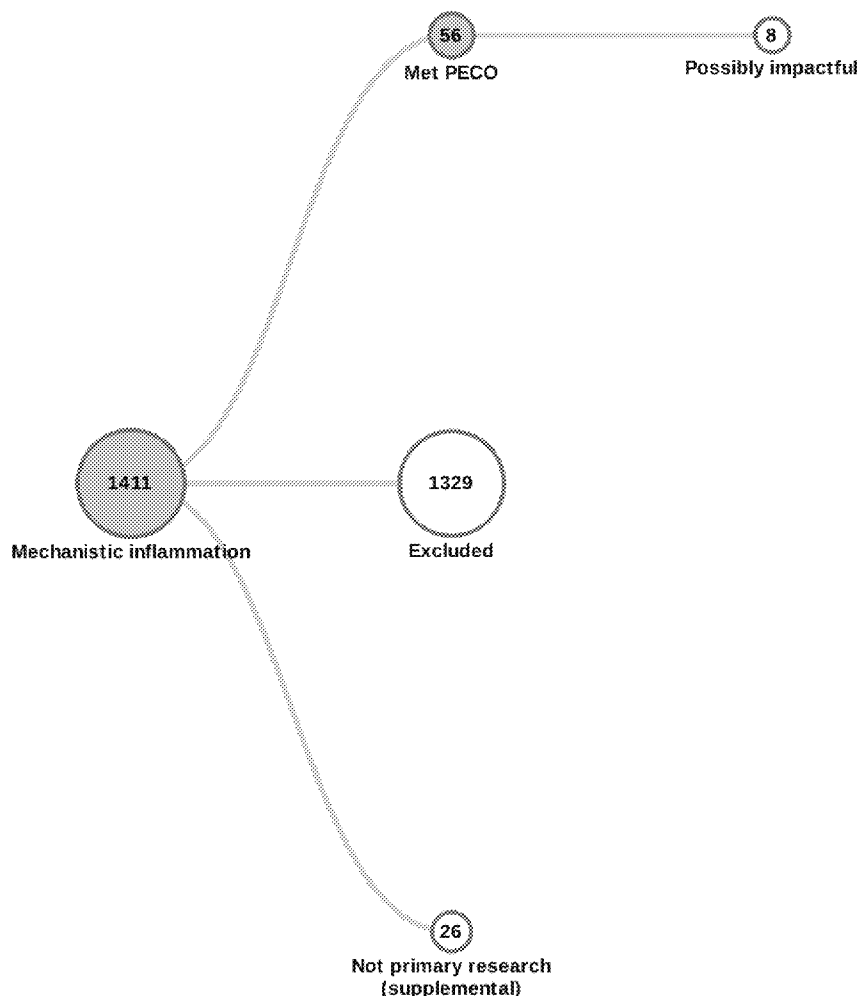 56
Met PECO
8
Possibly impactful
1411
Mechanistic inflammation
1329
Excluded
26
Not primary research
(supplemental)